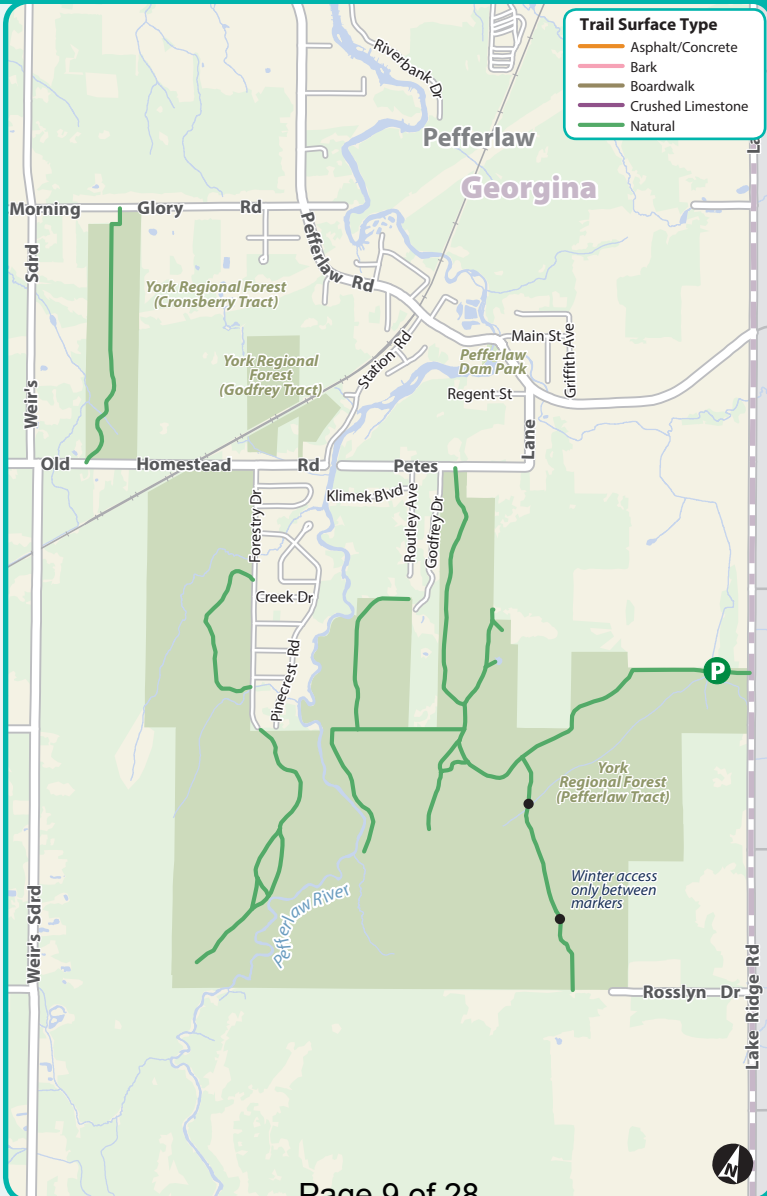 Trail Surface Type
Asphalt/Concrete
Bark
Boardwalk
Crushed Limestone
Natural
Riverbank Dr
Pefferlaw
Georgina
La
Morning Glory Rd
Pefferlaw Rd
Weir's Sdrd
York Regional Forest
(Cronsberry Tract)
York Regional
Forest
(Godfrey Tract)
Station Rd
Main St
Griffith Ave
Pefferlaw
Dam Park
Regent St
Lane
Old Homestead Rd
Petes
Klimek Blvd
Forestry Dr
Routley Ave
Godfrey Dr
Creek Dr
Pinecrest Rd
P
York
Regional Forest
(Pefferlaw Tract)
Winter access
only between
markers
Pefferlaw River
Weir's Sdrd
Rosslyn Dr
Lake Ridge Rd
N
Page 9 of 28